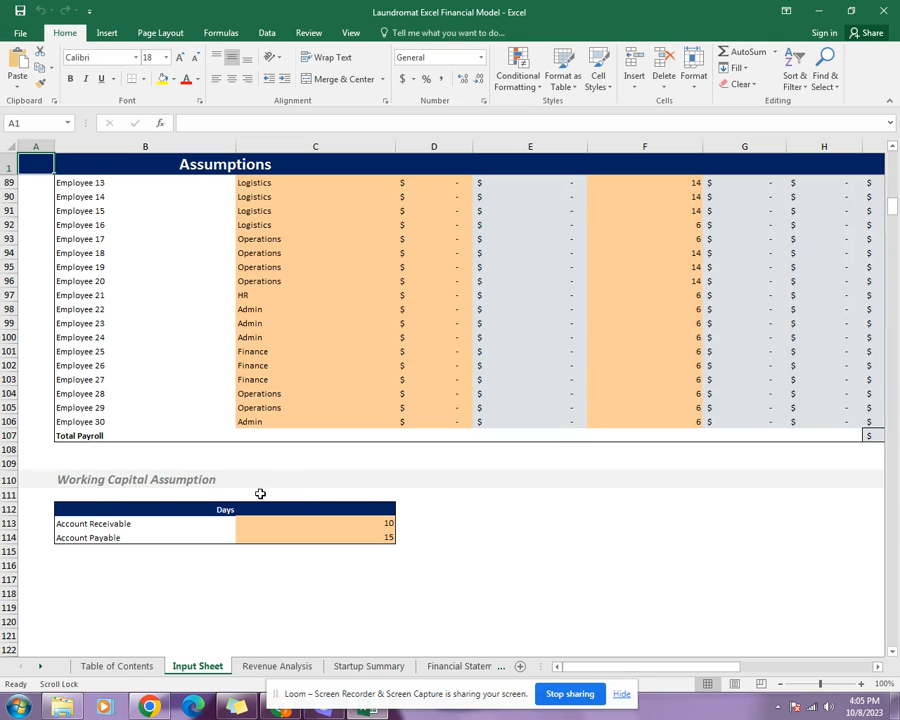 Laundromat Excel Financial Model - Excel
File Home Insert Page Layout Formulas Data Review View Tell me what you want to do... Sign in Share
Calibri 18 Wrap Text General AutoSum
Paste Merge & Center Conditional Formatting Format as Table Cell Styles Insert Delete Format Fill Sort & Filter Find & Select
B I U A $ % , Clear
Clipboard Font Alignment Number Styles Cells Editing
A1 fx
A B C D E F G H
1 Assumptions
89 Employee 13 Logistics $ - $ - 14 $ - $ - $
90 Employee 14 Logistics $ - $ - 14 $ - $ - $
91 Employee 15 Logistics $ - $ - 14 $ - $ - $
92 Employee 16 Logistics $ - $ - 6 $ - $ - $
93 Employee 17 Operations $ - $ - 6 $ - $ - $
94 Employee 18 Operations $ - $ - 14 $ - $ - $
95 Employee 19 Operations $ - $ - 14 $ - $ - $
96 Employee 20 Operations $ - $ - 14 $ - $ - $
97 Employee 21 HR $ - $ - 6 $ - $ - $
98 Employee 22 Admin $ - $ - 6 $ - $ - $
99 Employee 23 Admin $ - $ - 6 $ - $ - $
100 Employee 24 Admin $ - $ - 6 $ - $ - $
101 Employee 25 Finance $ - $ - 6 $ - $ - $
102 Employee 26 Finance $ - $ - 6 $ - $ - $
103 Employee 27 Finance $ - $ - 6 $ - $ - $
104 Employee 28 Operations $ - $ - 6 $ - $ - $
105 Employee 29 Operations $ - $ - 6 $ - $ - $
106 Employee 30 Admin $ - $ - 6 $ - $ - $
107 Total Payroll $
108
109
110 Working Capital Assumption
111
112 Days
113 Account Receivable 10
114 Account Payable 15
115
116
117
118
119
120
121
122
Table of Contents Input Sheet Revenue Analysis Startup Summary Financial Statem ...
Ready Scroll Lock 100%
Loom – Screen Recorder & Screen Capture is sharing your screen. Stop sharing Hide
4:05 PM
10/8/2023